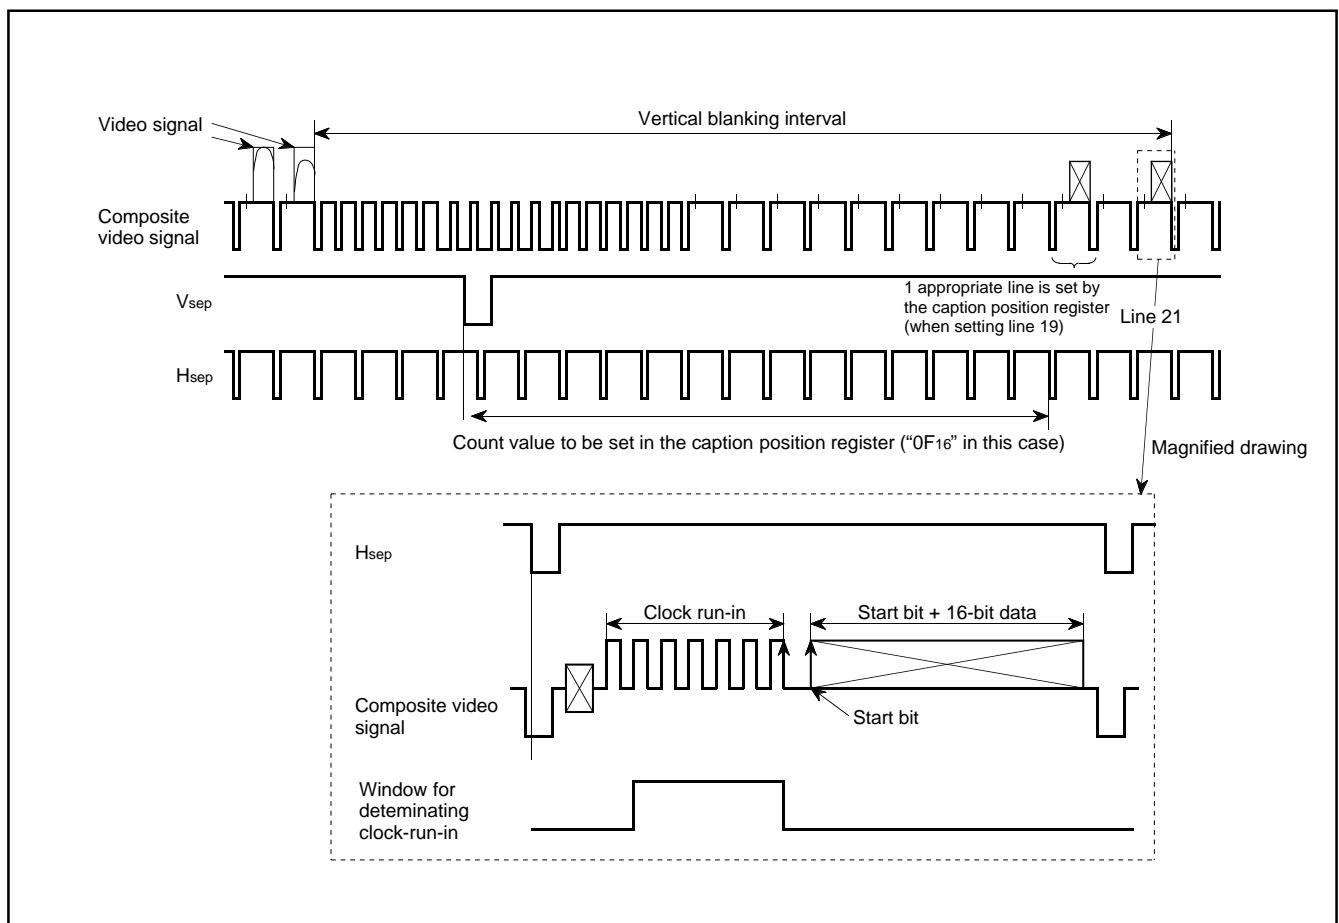 Video signal
Vertical blanking interval
Composite
video signal
Vsep
1 appropriate line is set by
the caption position register
(when setting line 19)
Line 21
Hsep
Count value to be set in the caption position register (“0F16” in this case)
Magnified drawing
Hsep
Clock run-in
Start bit + 16-bit data
Composite video
signal
Start bit
Window for
deteminating
clock-run-in